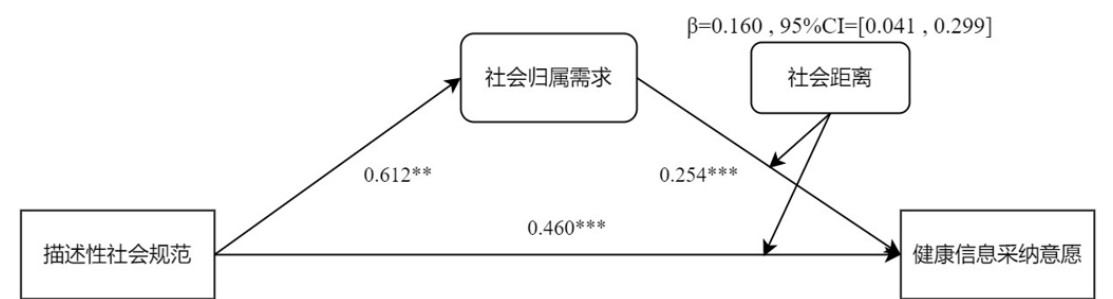 β=0.160 , 95%CI=[0.041 , 0.299]
社会归属需求
社会距离
0.612**
0.254***
0.460***
描述性社会规范
健康信息采纳意愿